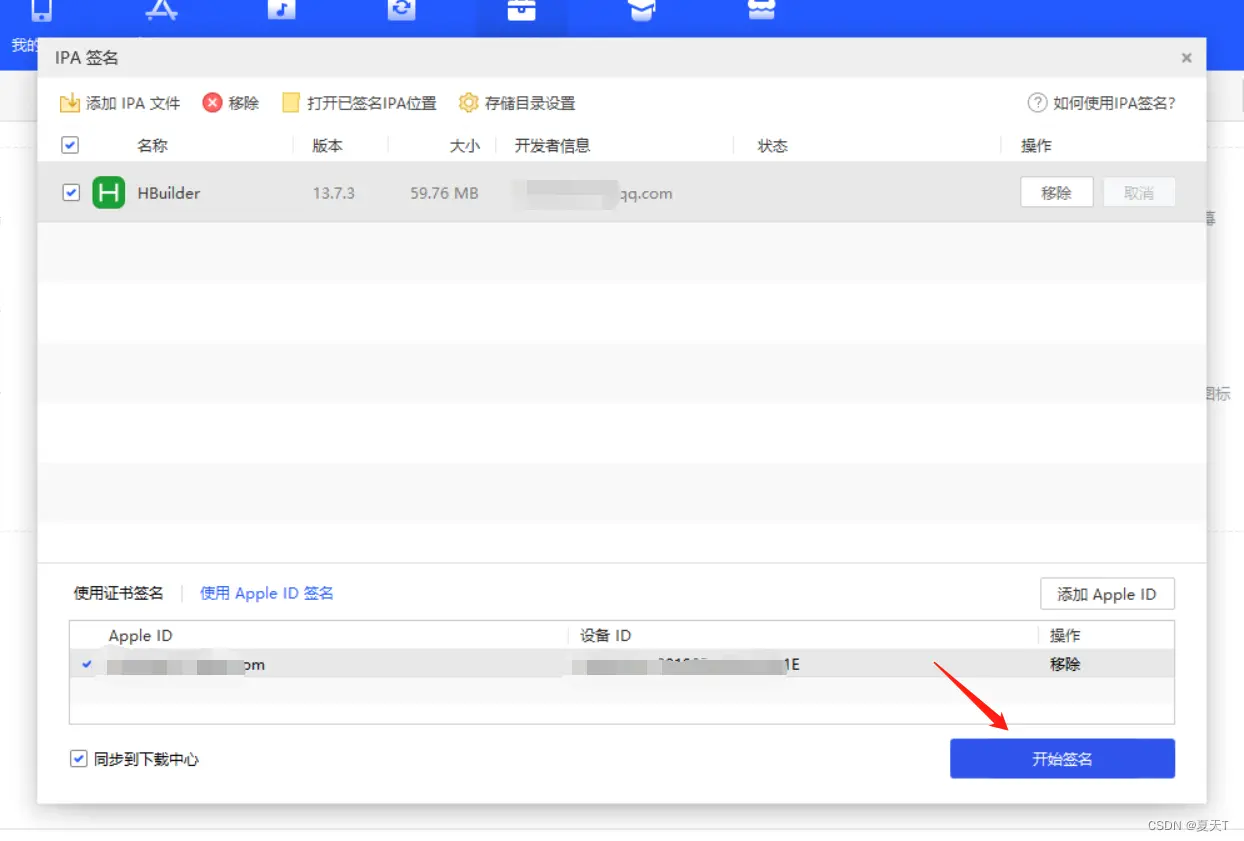 我的
IPA 签名
添加 IPA 文件 移除 打开已签名IPA位置 存储目录设置 如何使用IPA签名?
名称 版本 大小 开发者信息 状态 操作
HBuilder 13.7.3 59.76 MB qq.com 移除 取消
图标
使用证书签名 使用 Apple ID 签名 添加 Apple ID
Apple ID 设备 ID 操作
om 1E 移除
同步到下载中心 开始签名
CSDN @夏天T